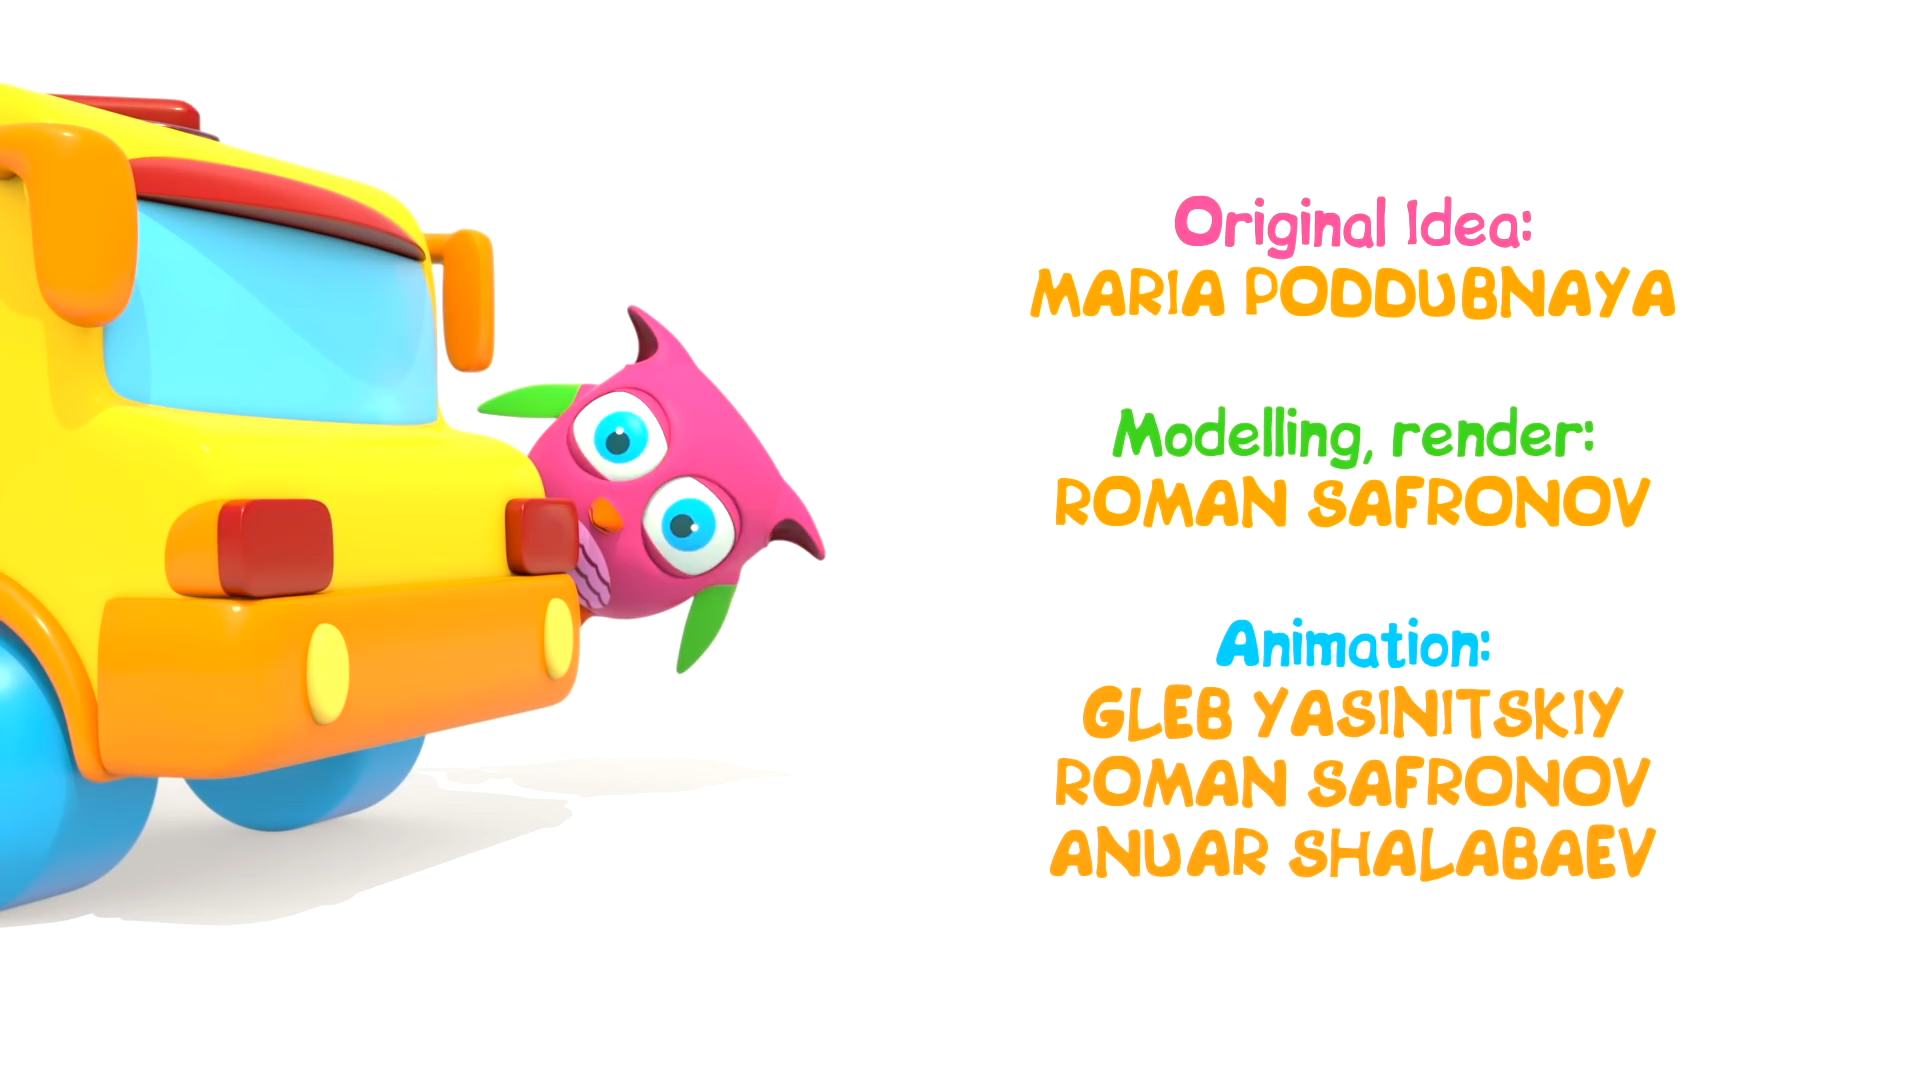 Original Idea:
MARIA PODDUBNAYA
Modelling, render:
ROMAN SAFRONOV
Animation:
GLEB YASINITSKIY
ROMAN SAFRONOV
ANUAR SHALABAEV